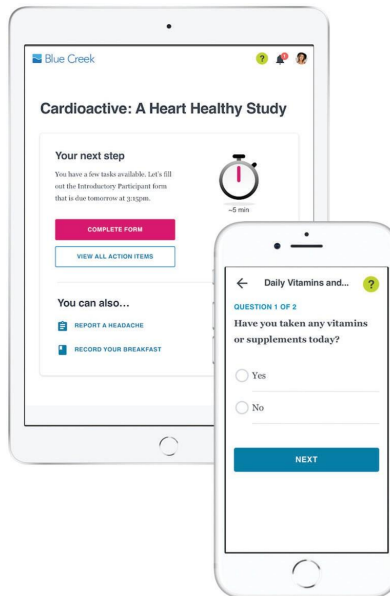 Blue Creek
?
Cardioactive: A Heart Healthy Study
Your next step
You have a few tasks available. Let's fill
out the Introductory Participant form
that is due tomorrow at 3:15pm.
~5 min
COMPLETE FORM
VIEW ALL ACTION ITEMS
You can also...
REPORT A HEADACHE
RECORD YOUR BREAKFAST
Daily Vitamins and...
?
QUESTION 1 OF 2
Have you taken any vitamins
or supplements today?
Yes
No
NEXT